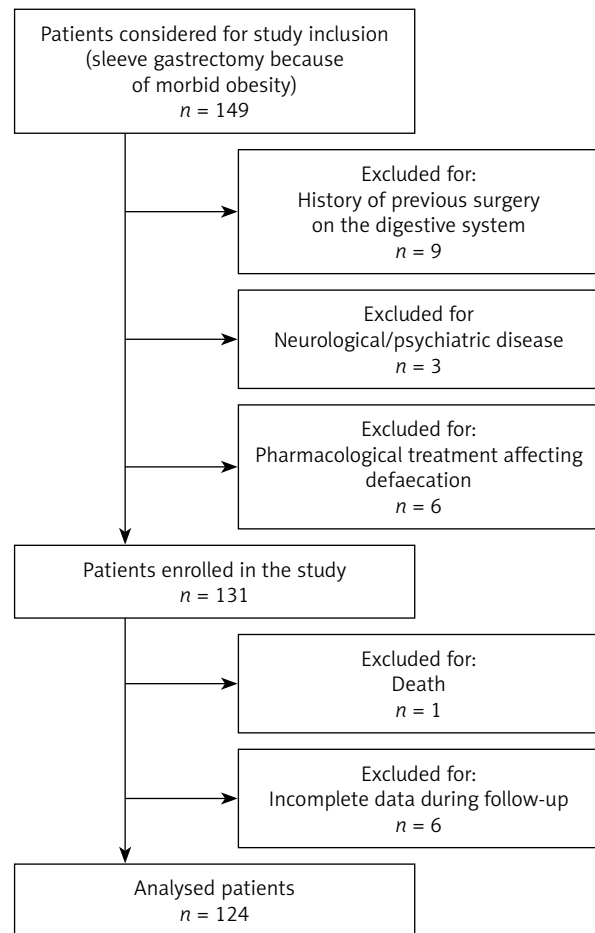 Patients considered for study inclusion
(sleeve gastrectomy because
of morbid obesity)
n = 149
Excluded for:
History of previous surgery
on the digestive system
n = 9
Excluded for
Neurological/psychiatric disease
n = 3
Excluded for:
Pharmacological treatment affecting
defaecation
n = 6
Patients enrolled in the study
n = 131
Excluded for:
Death
n = 1
Excluded for:
Incomplete data during follow-up
n = 6
Analysed patients
n = 124